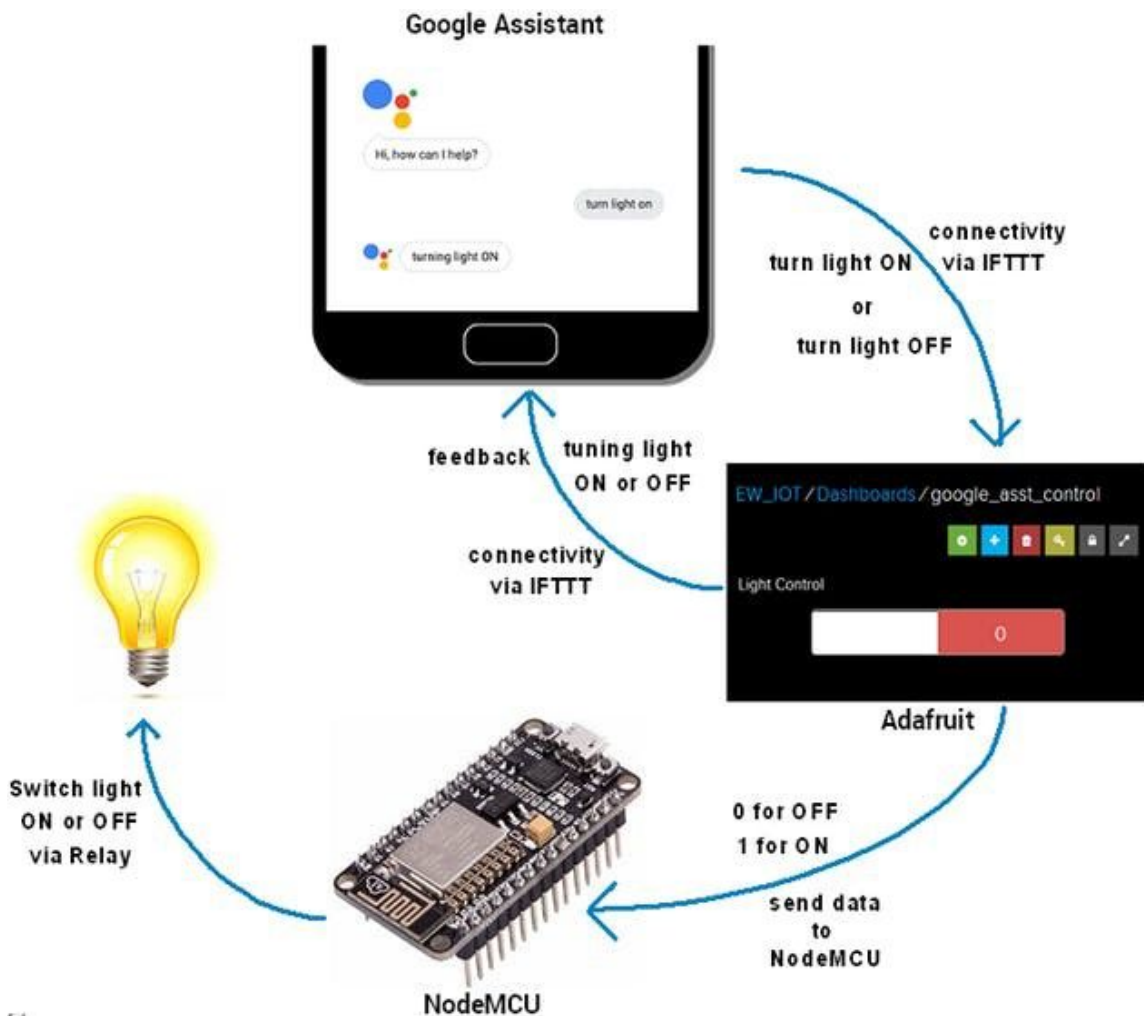 Google Assistant
Hi, how can I help?
turn light on
turning light ON
connectivity
via IFTTT
turn light ON
or
turn light OFF
feedback
tuning light
ON or OFF
connectivity
via IFTTT
EW_IOT/Dashboards/google_asst_control
Light Control
0
Adafruit
Switch light
ON or OFF
via Relay
0 for OFF
1 for ON
send data
to
NodeMCU
NodeMCU